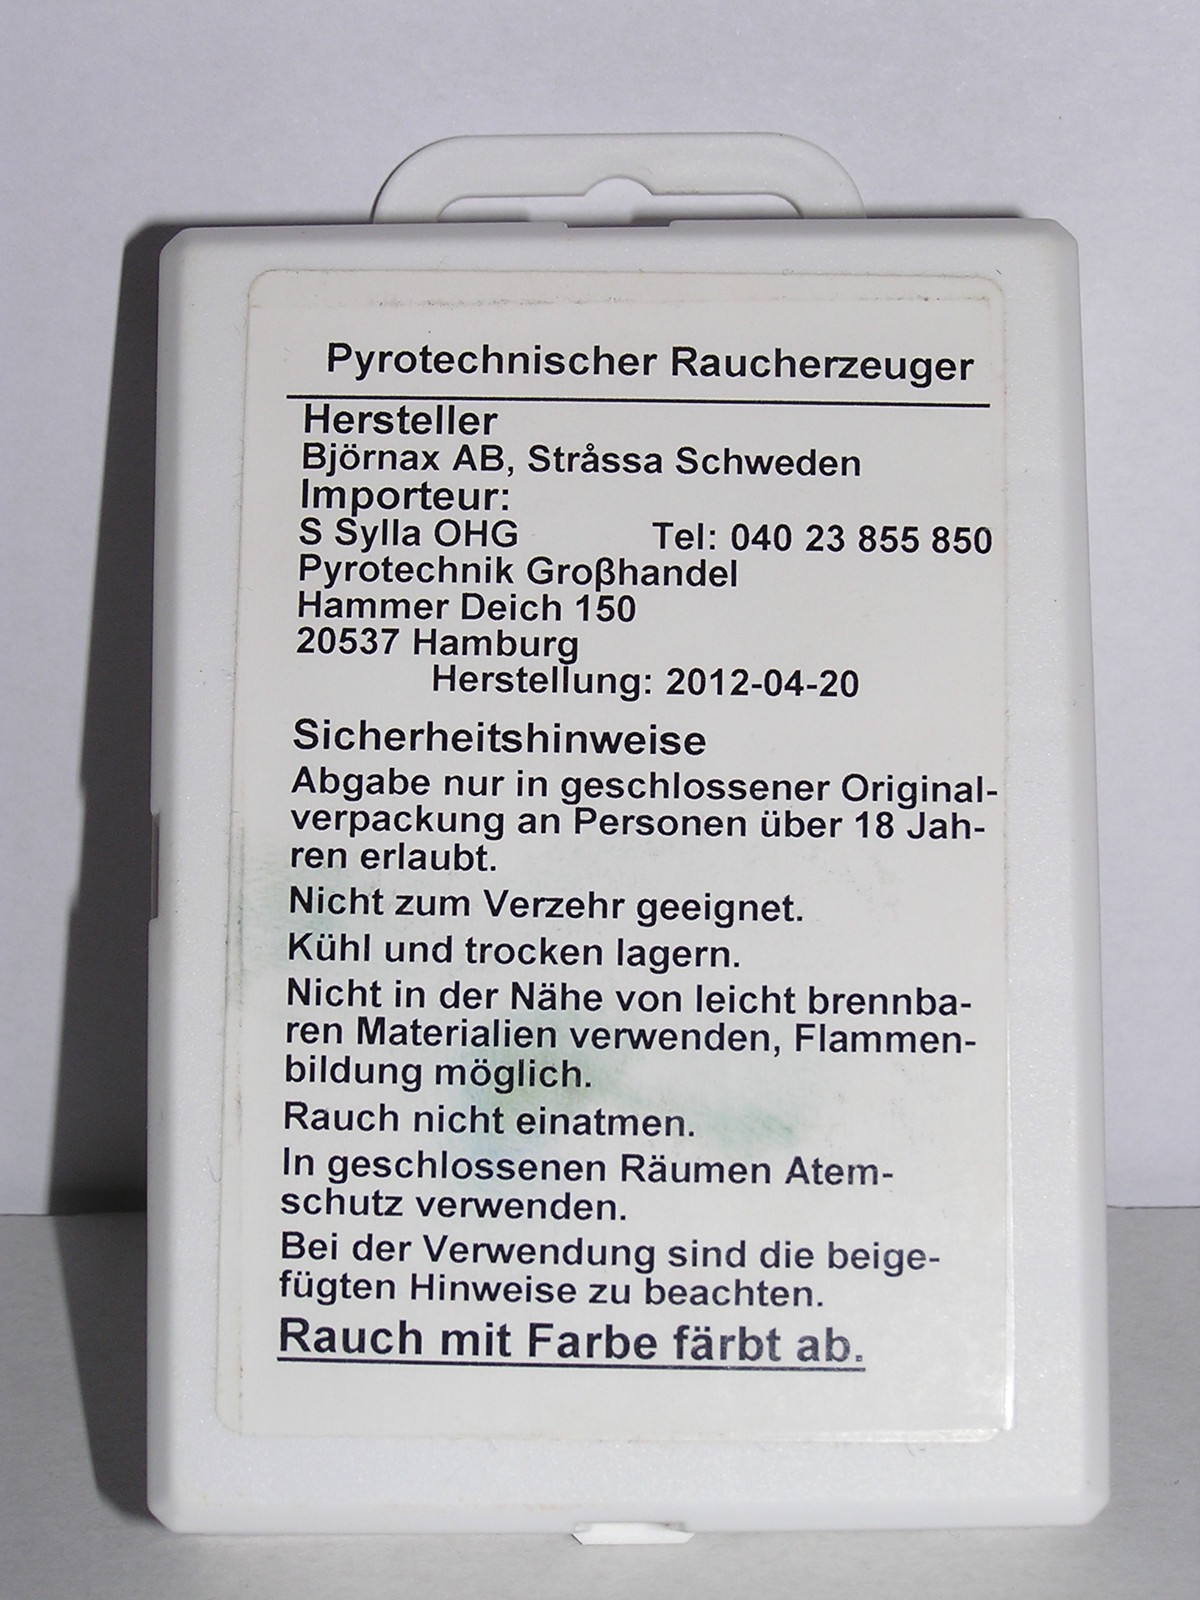 Pyrotechnischer Raucherzeuger
Hersteller
Björnax AB, Stråssa Schweden
Importeur:
S Sylla OHG Tel: 040 23 855 850
Pyrotechnik Groβhandel
Hammer Deich 150
20537 Hamburg
Herstellung: 2012-04-20
Sicherheitshinweise
Abgabe nur in geschlossener Original-
verpackung an Personen über 18 Jah-
ren erlaubt.
Nicht zum Verzehr geeignet.
Kühl und trocken lagern.
Nicht in der Nähe von leicht brennba-
ren Materialien verwenden, Flammen-
bildung möglich.
Rauch nicht einatmen.
In geschlossenen Räumen Atem-
schutz verwenden.
Bei der Verwendung sind die beige-
fügten Hinweise zu beachten.
Rauch mit Farbe färbt ab.